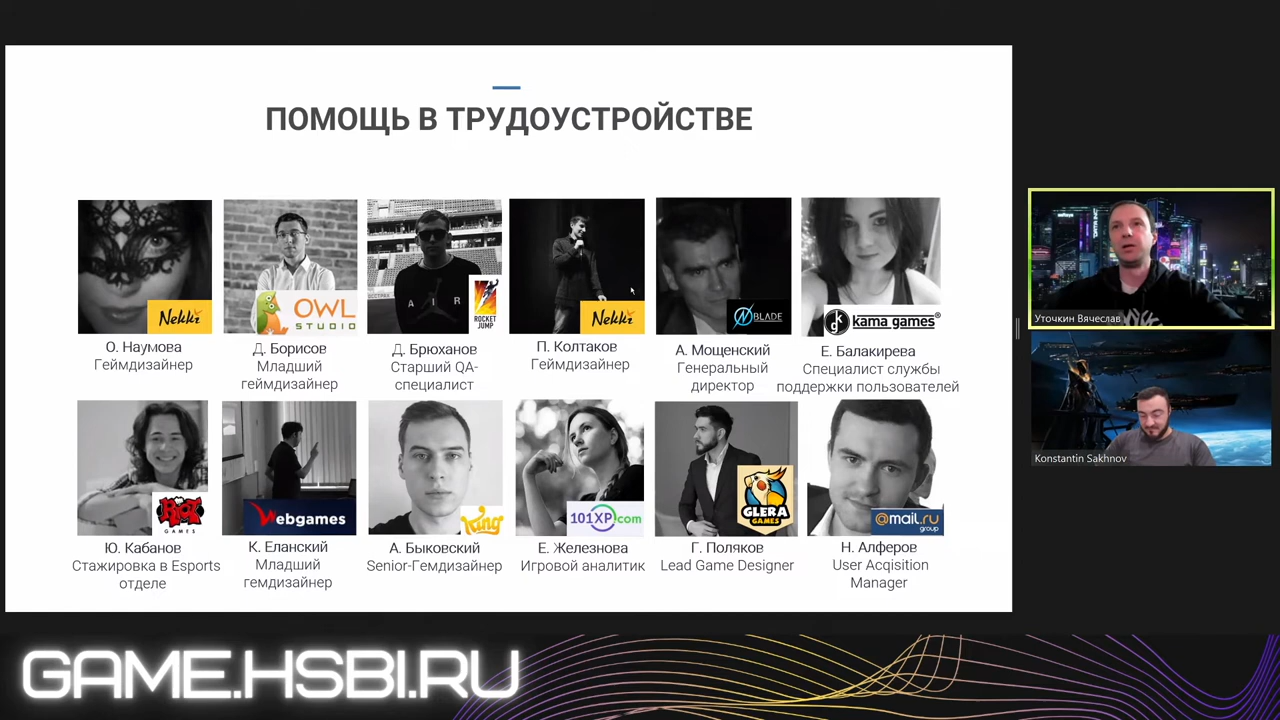 ПОМОЩЬ В ТРУДОУСТРОЙСТВЕ
Nekki
OWL
STUDIO
AIR
ROCKET
JUMP
Nekki
BLADE
kama games®
О. Наумова
Геймдизайнер
Д. Борисов
Младший
геймдизайнер
Д. Брюханов
Старший QA-
специалист
П. Колтаков
Геймдизайнер
А. Мощенский
Генеральный
директор
Е. Балакирева
Специалист службы
поддержки пользователей
RIOT
GAMES
Webgames
King
101XP.com
GLERA
GAMES
@mail.ru
group
Ю. Кабанов
Стажировка в Esports
отделе
К. Еланский
Младший
гемдизайнер
А. Быковский
Senior-Гемдизайнер
Е. Железнова
Игровой аналитик
Г. Поляков
Lead Game Designer
Н. Алферов
User Acqisition
Manager
Уточкин Вячеслав
Konstantin Sakhnov
GAME.HSBI.RU